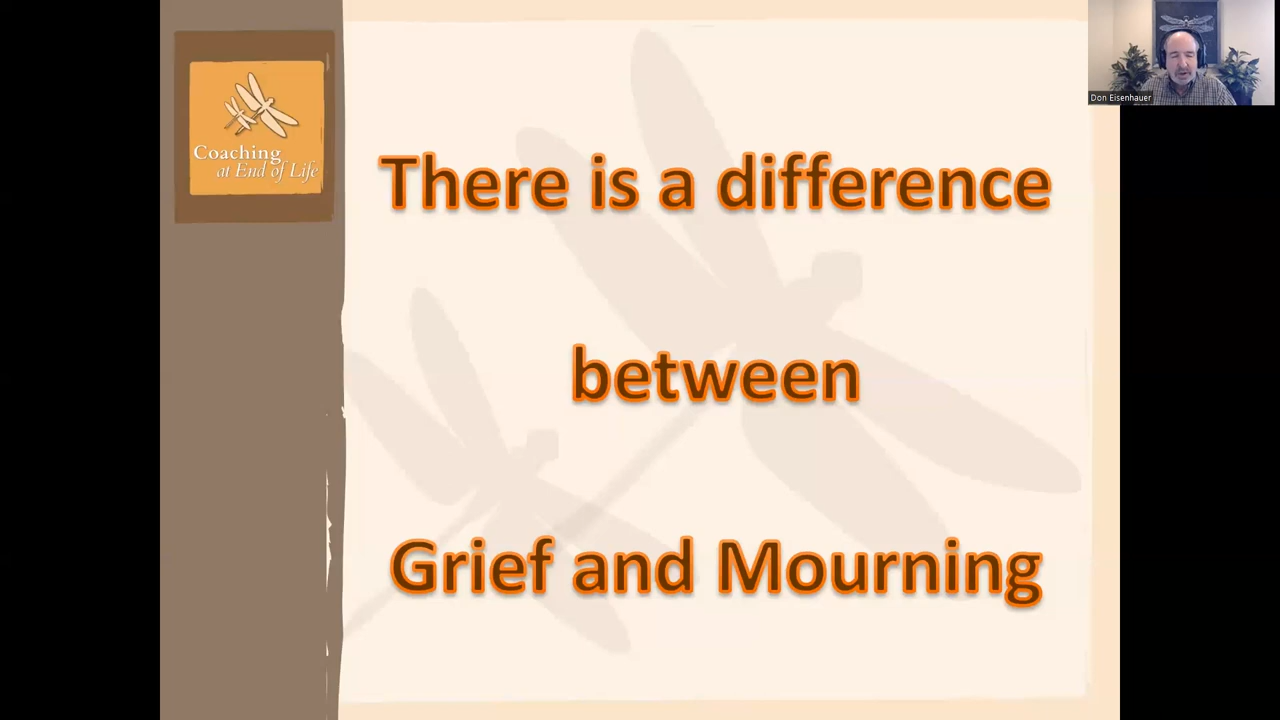 Coaching
at End of Life
There is a difference
between
Grief and Mourning
Don Eisenhauer